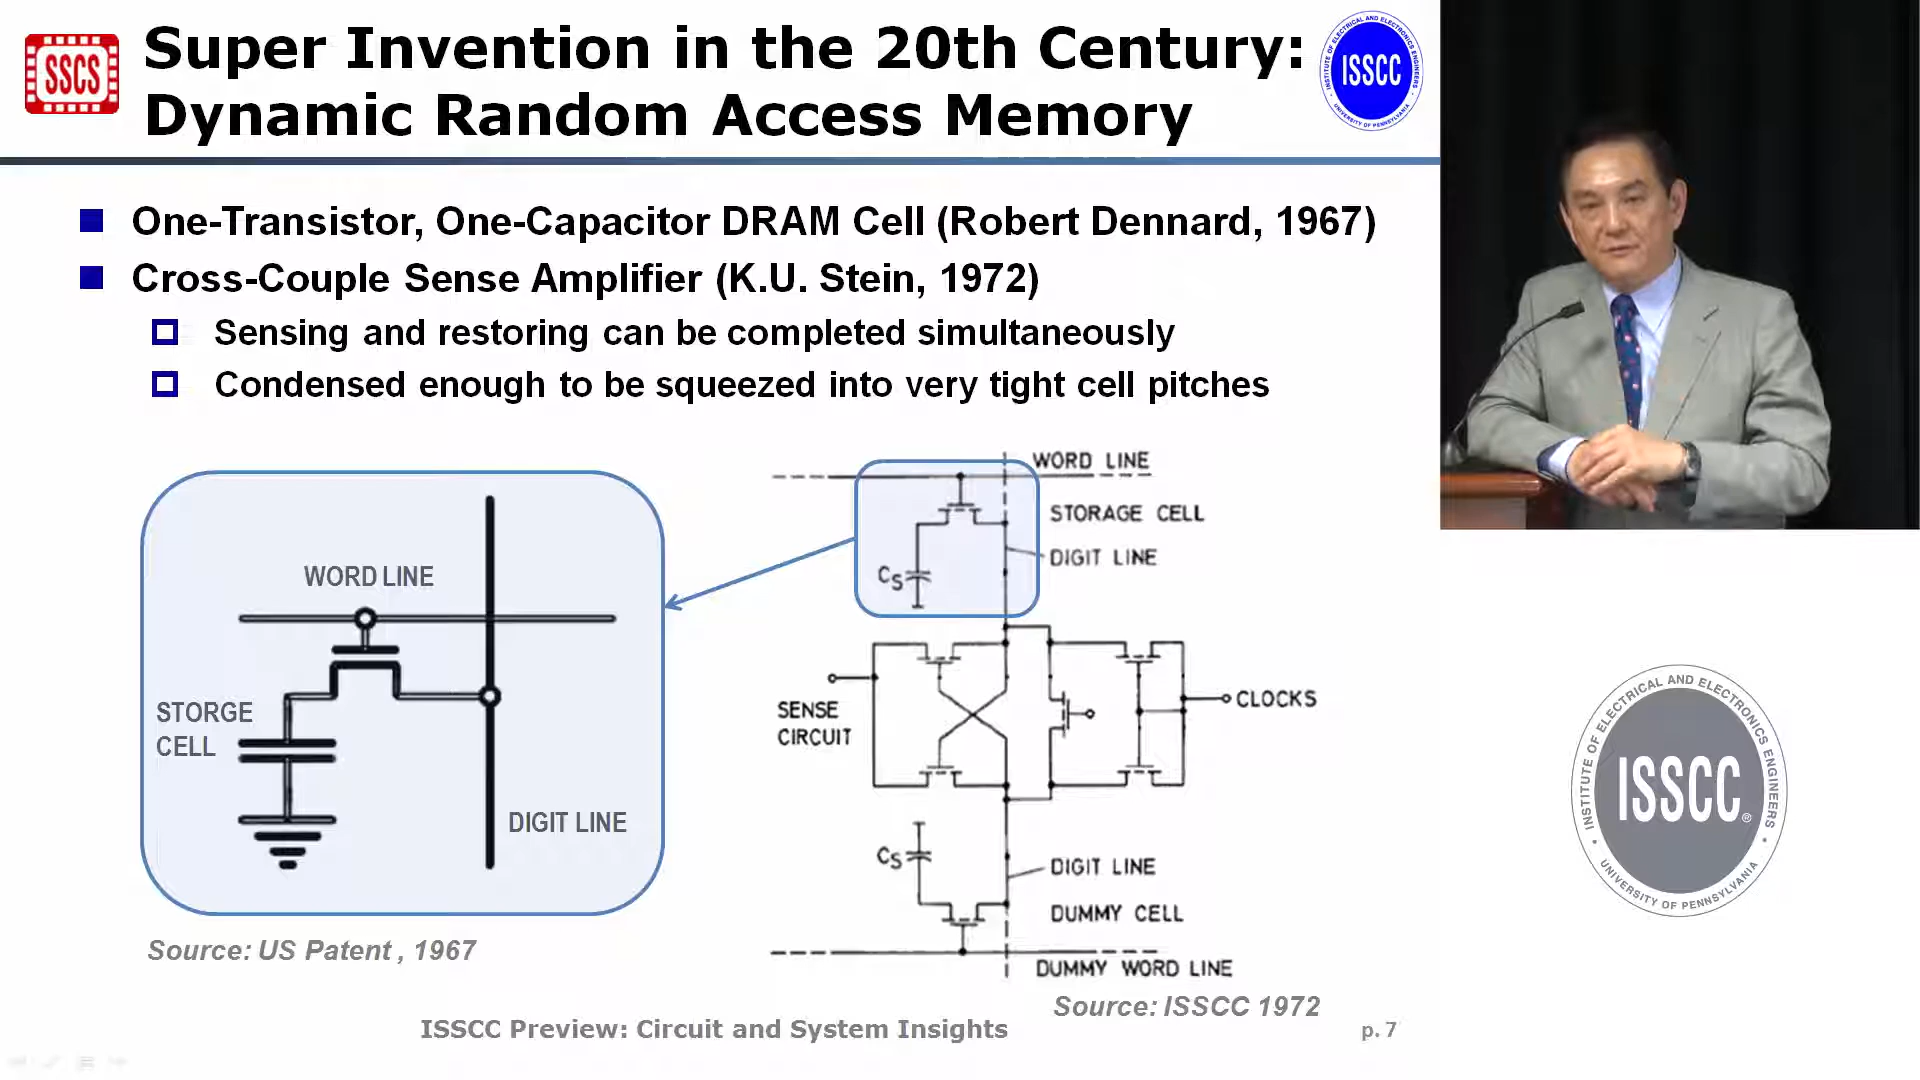 SSCS
Super Invention in the 20th Century:
Dynamic Random Access Memory
INSTITUTE OF ELECTRICAL AND ELECTRONICS ENGINEERS
ISSCC
UNIVERSITY OF PENNSYLVANIA
One-Transistor, One-Capacitor DRAM Cell (Robert Dennard, 1967)
Cross-Couple Sense Amplifier (K.U. Stein, 1972)
Sensing and restoring can be completed simultaneously
Condensed enough to be squeezed into very tight cell pitches
WORD LINE
STORGE
CELL
DIGIT LINE
Source: US Patent , 1967
WORD LINE
STORAGE CELL
DIGIT LINE
CS
SENSE
CIRCUIT
CLOCKS
CS
DIGIT LINE
DUMMY CELL
DUMMY WORD LINE
Source: ISSCC 1972
ISSCC Preview: Circuit and System Insights
p. 7
INSTITUTE OF ELECTRICAL AND ELECTRONICS ENGINEERS
ISSCC®
UNIVERSITY OF PENNSYLVANIA